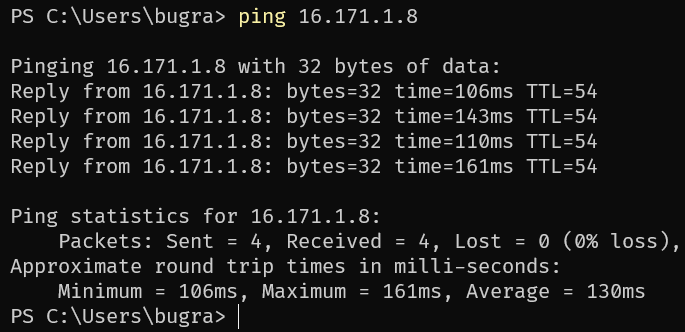 PS C:\Users\bugra> ping 16.171.1.8

Pinging 16.171.1.8 with 32 bytes of data:
Reply from 16.171.1.8: bytes=32 time=106ms TTL=54
Reply from 16.171.1.8: bytes=32 time=143ms TTL=54
Reply from 16.171.1.8: bytes=32 time=110ms TTL=54
Reply from 16.171.1.8: bytes=32 time=161ms TTL=54

Ping statistics for 16.171.1.8:
    Packets: Sent = 4, Received = 4, Lost = 0 (0% loss),
Approximate round trip times in milli-seconds:
    Minimum = 106ms, Maximum = 161ms, Average = 130ms
PS C:\Users\bugra>